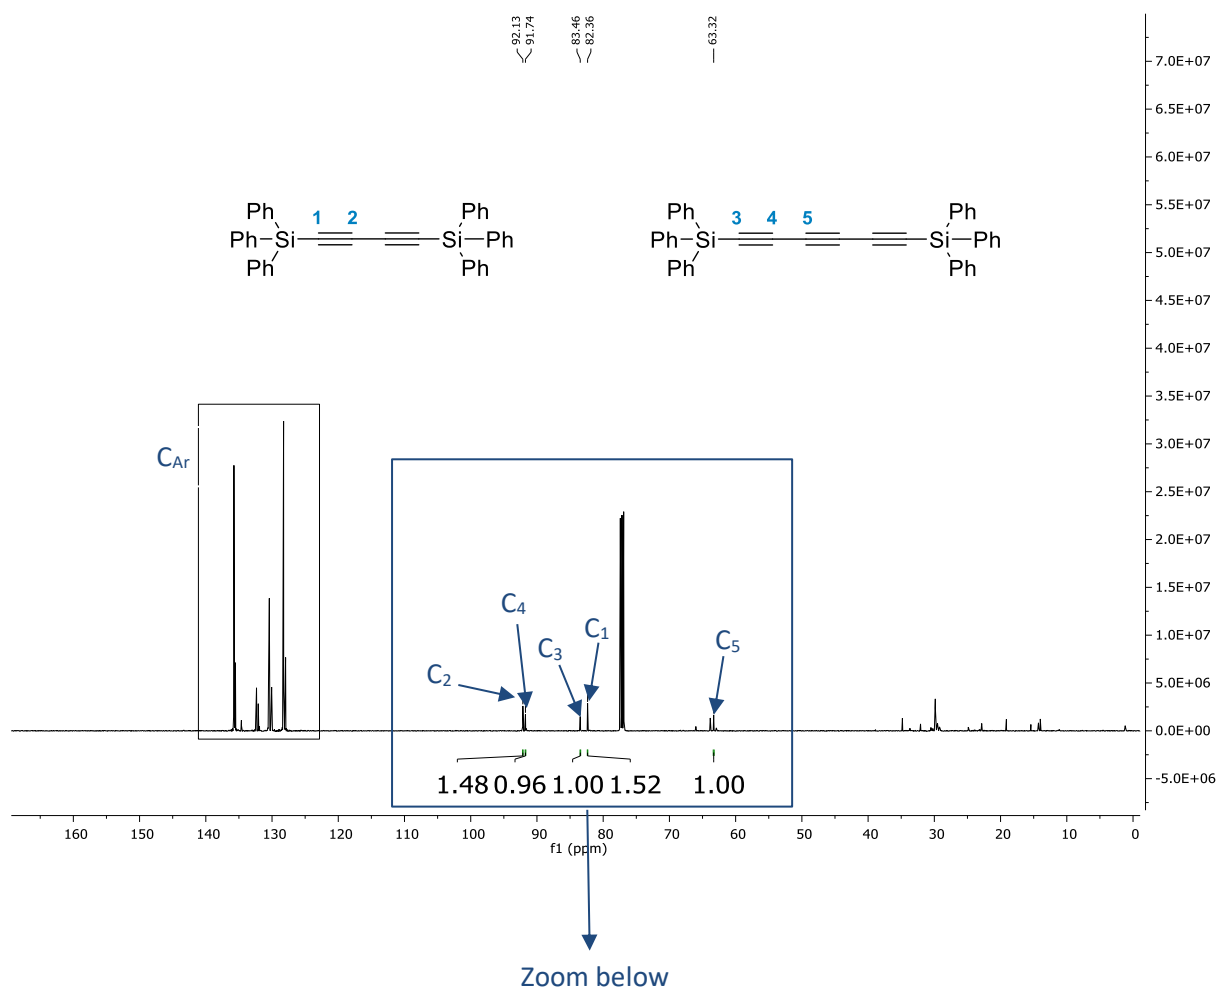 92.13
91.74
83.46
82.36
63.32
7.0E+07
6.5E+07
6.0E+07
5.5E+07
5.0E+07
4.5E+07
4.0E+07
3.5E+07
3.0E+07
2.5E+07
2.0E+07
1.5E+07
1.0E+07
5.0E+06
0.0E+00
-5.0E+06
Ph Ph
1 2
Ph Si Si Ph
Ph Ph
Ph Ph
3 4 5
Ph Si Si Ph
Ph Ph
CAr
C4
C1
C3
C5
C2
1.48 0.96 1.00 1.52 1.00
160 150 140 130 120 110 100 90 80 70 60 50 40 30 20 10 0
f1 (ppm)
Zoom below